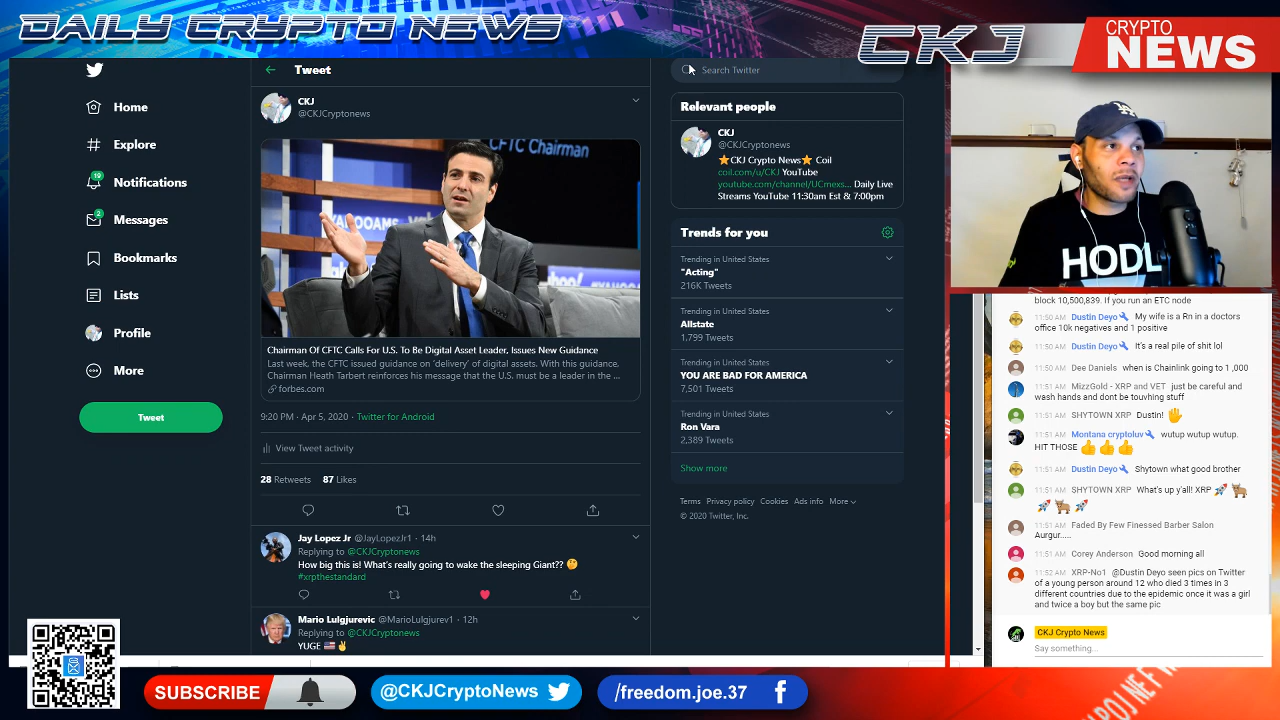 DAILY CRYPTO NEWS
CKJ
CRYPTO
NEWS
Home
Explore
19
Notifications
2
Messages
Bookmarks
Lists
Profile
More
Tweet
Tweet
CKJ
@CKJCryptonews
CFTC Chairman
Chairman Of CFTC Calls For U.S. To Be Digital Asset Leader, Issues New Guidance
Last week, the CFTC issued guidance on 'delivery' of digital assets. With this guidance,
Chairman Heath Tarbert reinforces his message that the U.S. must be a leader in the ...
forbes.com
9:20 PM · Apr 5, 2020 · Twitter for Android
View Tweet activity
28 Retweets 87 Likes
Jay Lopez Jr @JayLopezJr1 · 14h
Replying to @CKJCryptonews
How big this is! What's really going to wake the sleeping Giant?? 🤔
#xrpthestandard
Mario Lulgjurevic @MarioLulgjurev1 · 12h
Replying to @CKJCryptonews
YUGE 🇺🇸✌
Search Twitter
Relevant people
CKJ
@CKJCryptonews
⭐CKJ Crypto News⭐ Coil
coil.com/u/CKJ YouTube
youtube.com/channel/UCmexs... Daily Live
Streams YouTube 11:30am Est & 7:00pm
Trends for you
Trending in United States
"Acting"
216K Tweets
Trending in United States
Allstate
1,799 Tweets
Trending in United States
YOU ARE BAD FOR AMERICA
7,501 Tweets
Trending in United States
Ron Vara
2,389 Tweets
Show more
Terms Privacy policy Cookies Ads info More
© 2020 Twitter, Inc.
HODL
block 10,500,839. If you run an ETC node
11:50 AM Dustin Deyo My wife is a Rn in a doctors
office 10k negatives and 1 positive
11:50 AM Dustin Deyo It's a real pile of shit lol
11:50 AM Dee Daniels when is Chainlink going to 1 ,000
11:51 AM MizzGold - XRP and VET just be careful and
wash hands and dont be touvhing stuff
11:51 AM SHYTOWN XRP Dustin! 🖐
11:51 AM Montana cryptoluv wutup wutup wutup.
HIT THOSE 👍👍👍
11:51 AM Dustin Deyo Shytown what good brother
11:51 AM SHYTOWN XRP What's up y'all! XRP 🚀🐂
🚀🐂🚀
11:51 AM Faded By Few Finessed Barber Salon
Aurgur.....
11:51 AM Corey Anderson Good morning all
11:52 AM XRP-No1 @Dustin Deyo seen pics on Twitter
of a young person around 12 who died 3 times in 3
different countries due to the epidemic once it was a girl
and twice a boy but the same pic
CKJ Crypto News
Say something...
SUBSCRIBE
@CKJCryptoNews
/freedom.joe.37